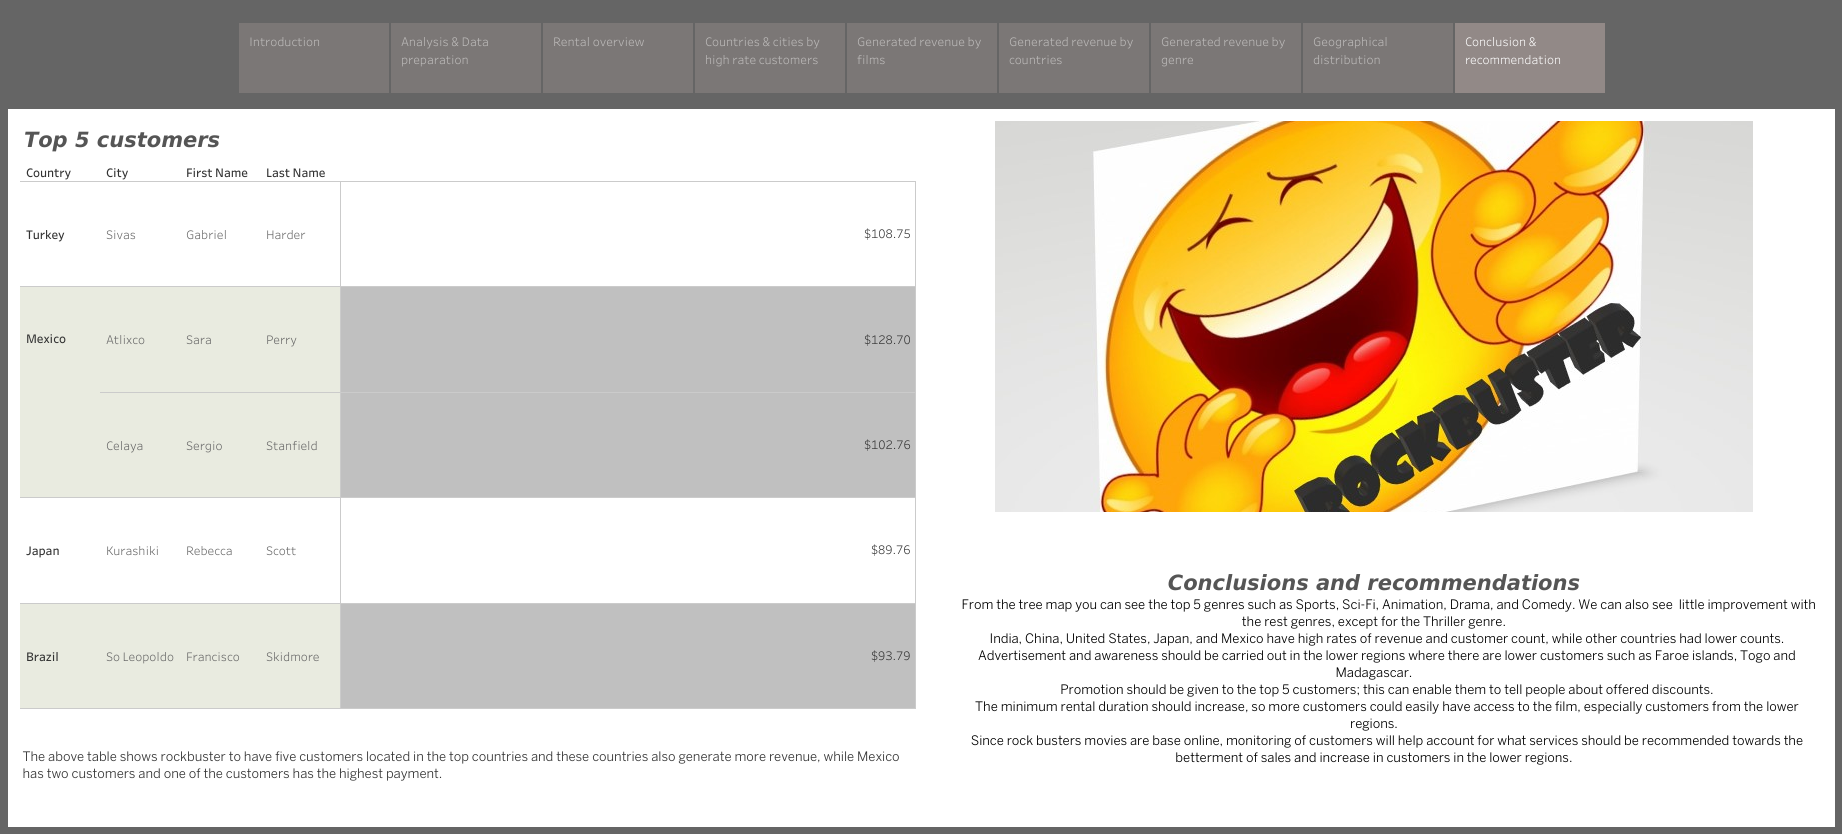 Introduction
Analysis & Data
preparation
Rental overview
Countries & cities by
high rate customers
Generated revenue by
films
Generated revenue by
countries
Generated revenue by
genre
Geographical
distribution
Conclusion &
recommendation
Top 5 customers
Country City First Name Last Name
Turkey Sivas Gabriel Harder $108.75
Mexico Atlixco Sara Perry $128.70
Celaya Sergio Stanfield $102.76
Japan Kurashiki Rebecca Scott $89.76
Brazil So Leopoldo Francisco Skidmore $93.79
The above table shows rockbuster to have five customers located in the top countries and these countries also generate more revenue, while Mexico
has two customers and one of the customers has the highest payment.
ROCKBUSTER
Conclusions and recommendations
From the tree map you can see the top 5 genres such as Sports, Sci-Fi, Animation, Drama, and Comedy. We can also see  little improvement with
the rest genres, except for the Thriller genre.
India, China, United States, Japan, and Mexico have high rates of revenue and customer count, while other countries had lower counts.
Advertisement and awareness should be carried out in the lower regions where there are lower customers such as Faroe islands, Togo and
Madagascar.
Promotion should be given to the top 5 customers; this can enable them to tell people about offered discounts.
The minimum rental duration should increase, so more customers could easily have access to the film, especially customers from the lower
regions.
Since rock busters movies are base online, monitoring of customers will help account for what services should be recommended towards the
betterment of sales and increase in customers in the lower regions.